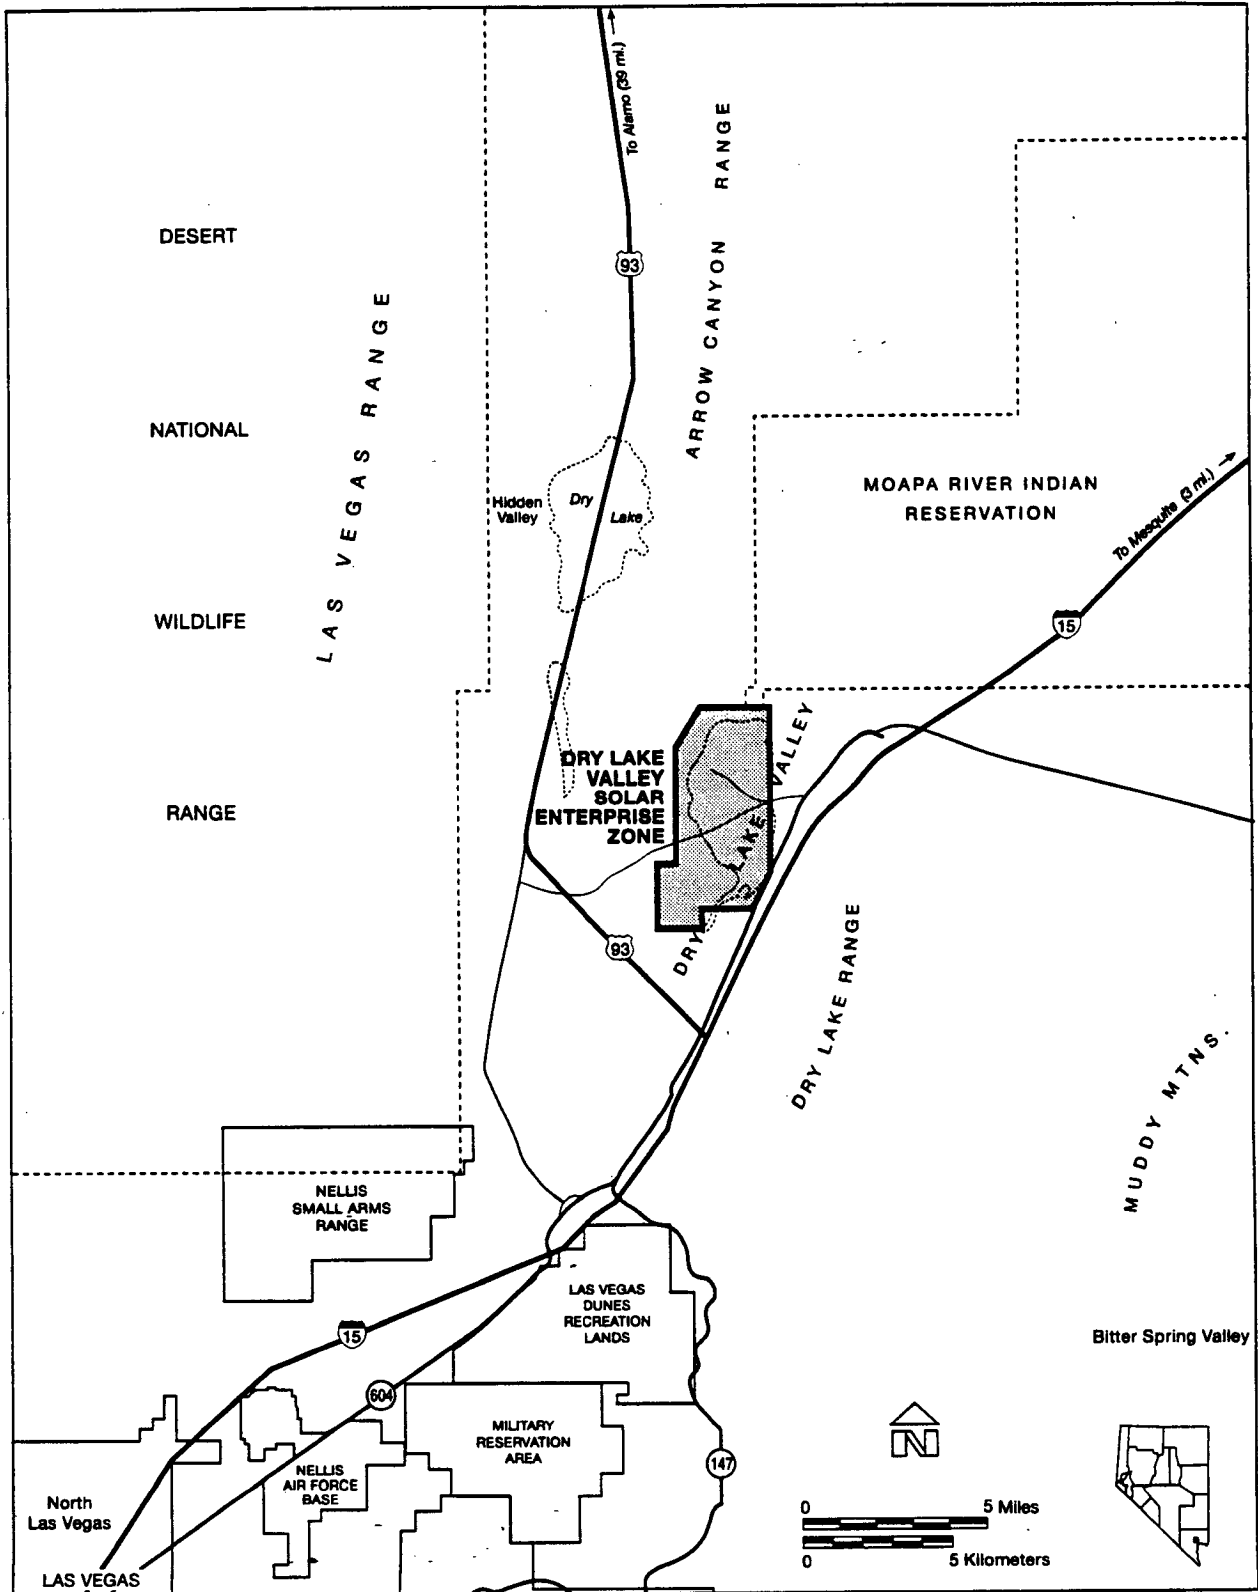 To Alamo (39 mi.)
ARROW CANYON RANGE
DESERT
93
LAS VEGAS RANGE
NATIONAL
MOAPA RIVER INDIAN
RESERVATION
Hidden
Valley
Dry
Lake
To Mesquite (3 mi.)
WILDLIFE
15
DRY LAKE
VALLEY
SOLAR
ENTERPRISE
ZONE
DRY LAKE VALLEY
RANGE
93
DRY LAKE RANGE
MUDDY MTNS.
NELLIS
SMALL ARMS
RANGE
LAS VEGAS
DUNES
RECREATION
LANDS
15
Bitter Spring Valley
604
MILITARY
RESERVATION
AREA
N
147
NELLIS
AIR FORCE
BASE
North
Las Vegas
0 5 Miles
0 5 Kilometers
LAS VEGAS